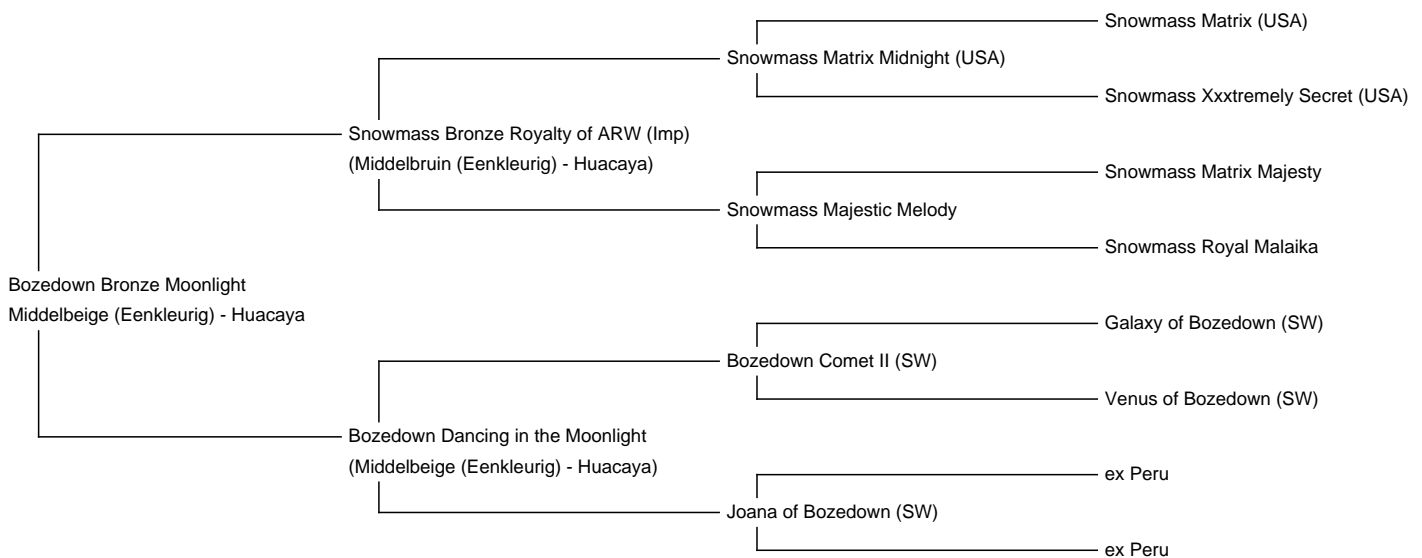 Snowmass Matrix (USA)
Snowmass Matrix Midnight (USA)
Snowmass Xxxtremely Secret (USA)
Snowmass Bronze Royalty of ARW (Imp)
(Middelbruin (Eenkleurig) - Huacaya)
Snowmass Matrix Majesty
Snowmass Majestic Melody
Snowmass Royal Malaika
Bozedown Bronze Moonlight
Middelbeige (Eenkleurig) - Huacaya
Galaxy of Bozedown (SW)
Bozedown Comet II (SW)
Venus of Bozedown (SW)
Bozedown Dancing in the Moonlight
(Middelbeige (Eenkleurig) - Huacaya)
ex Peru
Joana of Bozedown (SW)
ex Peru